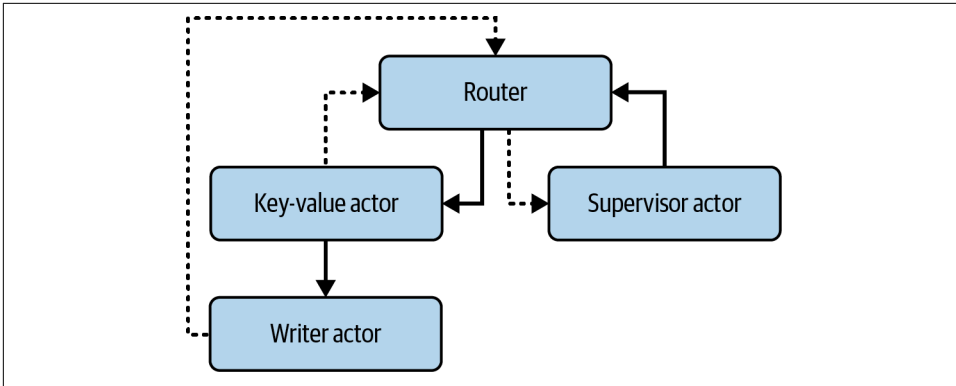 Router
Key-value actor
Supervisor actor
Writer actor